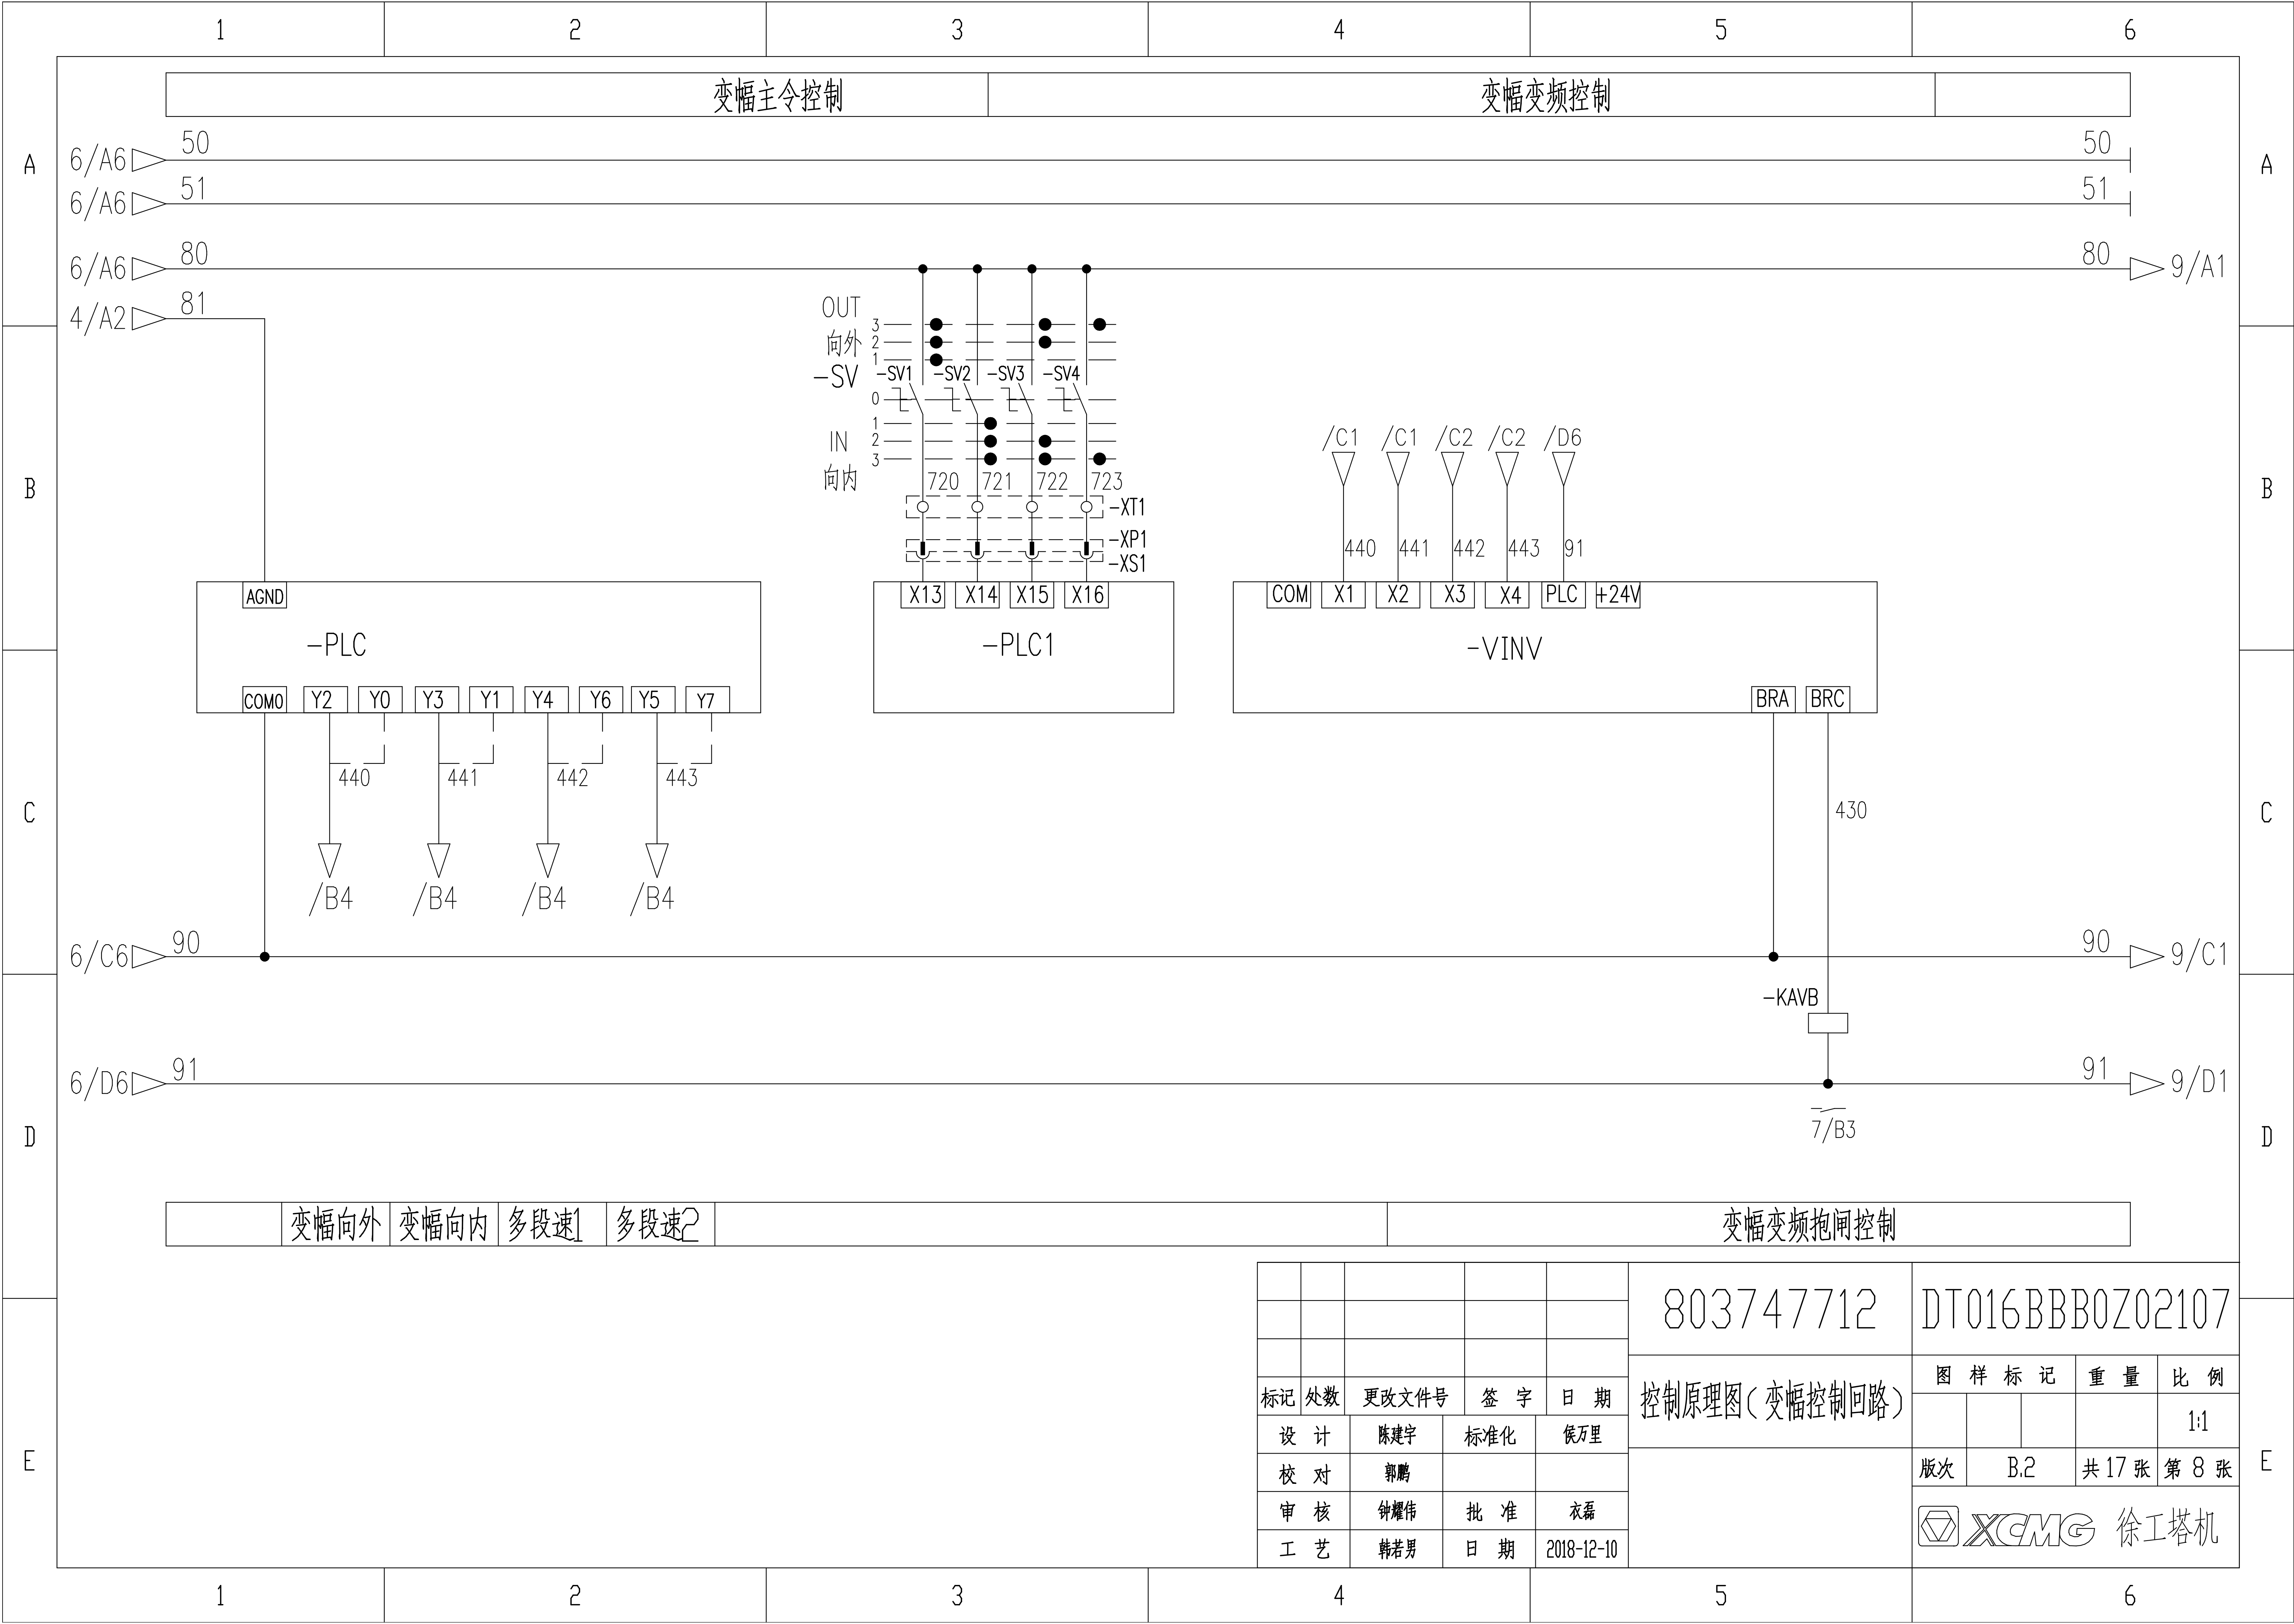 1 2 3 4 5 6
变幅主令控制 变幅变频控制
6/A6 50 50
A A
6/A6 51 51
6/A6 80 80 9/A1
4/A2 81
OUT 3
向外 2
1
-SV -SV1 -SV2 -SV3 -SV4
0
1
IN 2
3
向内 720 721 722 723
/C1 /C1 /C2 /C2 /D6
B B
-XT1
-XP1
-XS1
440 441 442 443 91
AGND X13 X14 X15 X16 COM X1 X2 X3 X4 PLC +24V
-PLC -PLC1 -VINV
COM0 Y2 Y0 Y3 Y1 Y4 Y6 Y5 Y7 BRA BRC
440 441 442 443
C 430 C
/B4 /B4 /B4 /B4
6/C6 90 90 9/C1
-KAVB
6/D6 91 91 9/D1
7/B3
D D
变幅向外 变幅向内 多段速1 多段速2 变幅变频抱闸控制
803747712 DT016BBB0Z02107
图 样 标 记 重 量 比 例
标记 处数 更改文件号 签 字 日 期 控制原理图(变幅控制回路)
1:1
设 计 陈建宇 标准化 侯万里
E E
校 对 郭鹏 版次 B.2 共 17 张 第 8 张
审 核 钟耀伟 批 准 衣磊
XCMG 徐工塔机
工 艺 韩若男 日 期 2018-12-10
1 2 3 4 5 6